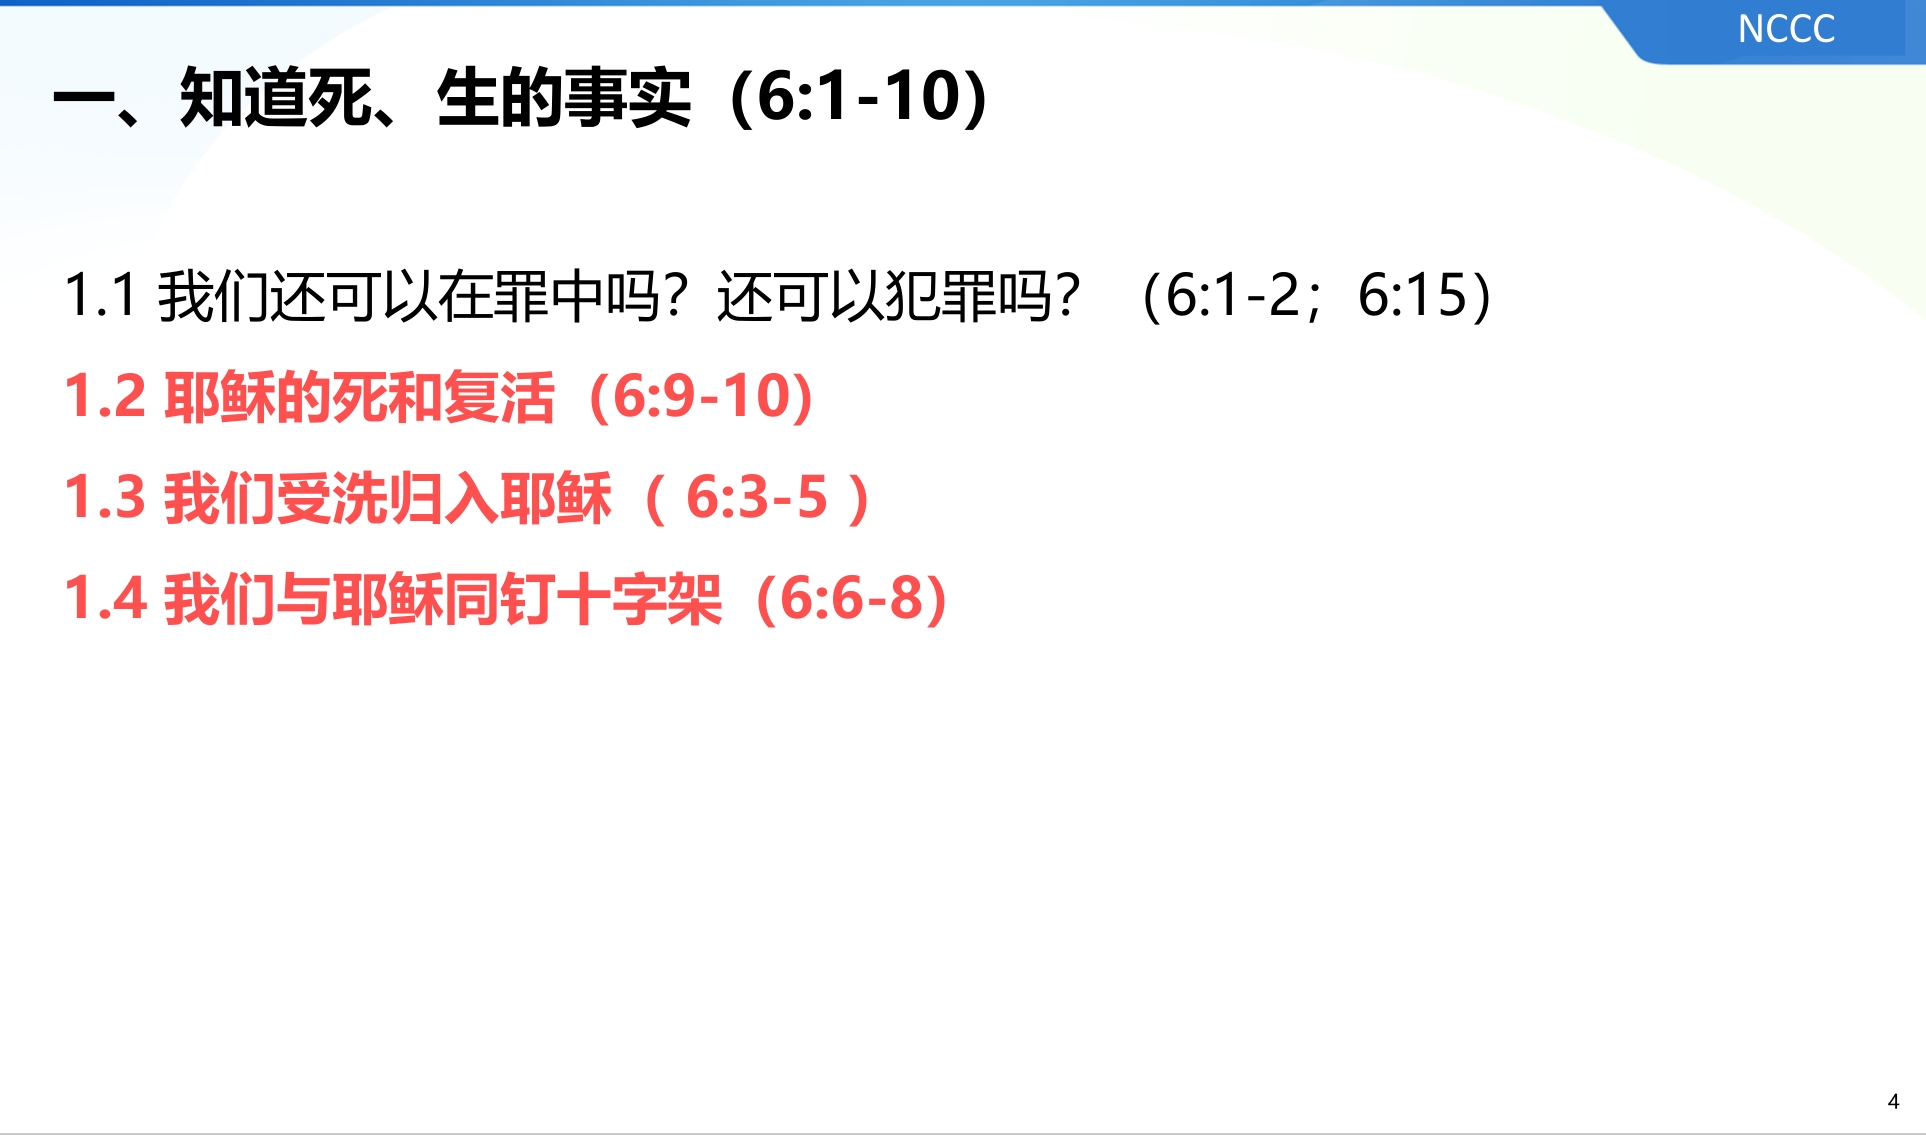 NCCC
一、知道死、生的事实（6:1-10）
1.1 我们还可以在罪中吗？还可以犯罪吗？ （6:1-2；6:15）
1.2 耶稣的死和复活（6:9-10）
1.3 我们受洗归入耶稣（ 6:3-5 ）
1.4 我们与耶稣同钉十字架（6:6-8）
4